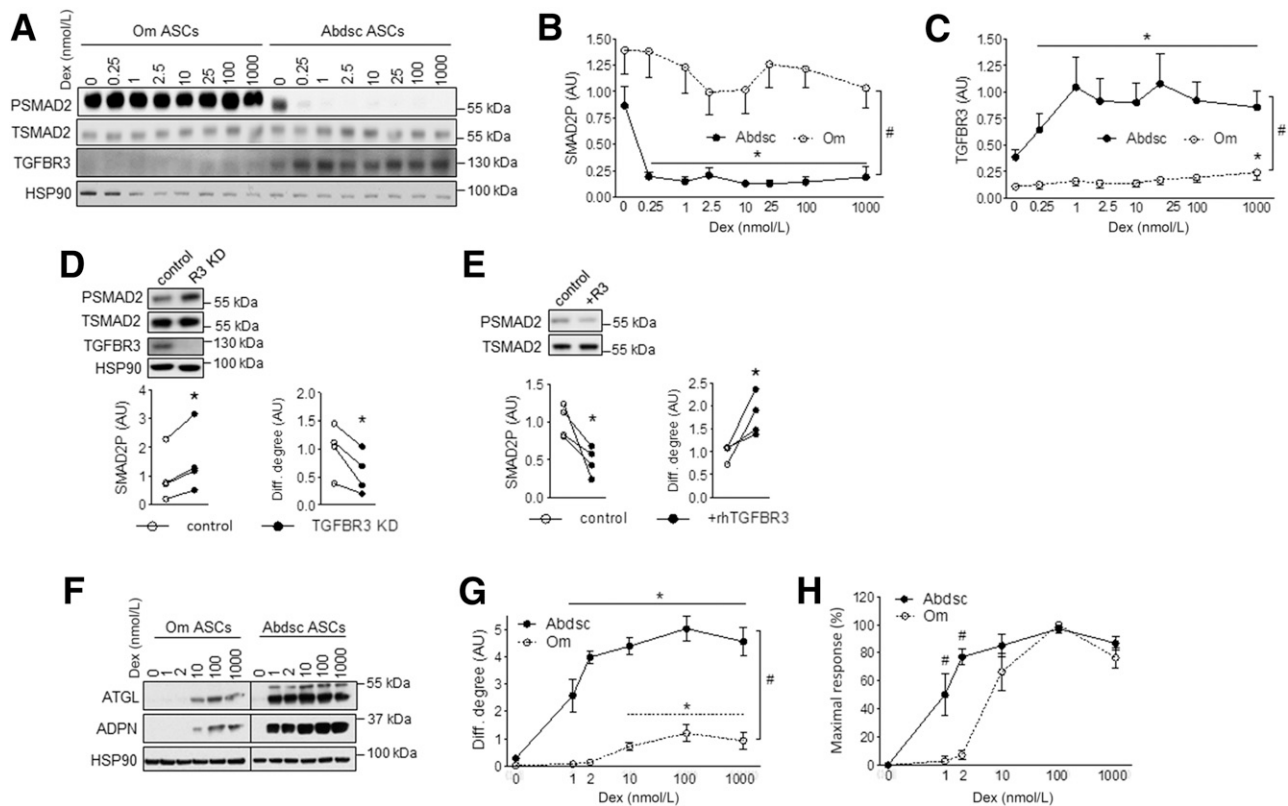 A
Om ASCs Abdsc ASCs
Dex (nmol/L)
0 0.25 1 2.5 10 25 100 1000 0 0.25 1 2.5 10 25 100 1000
PSMAD2 55 kDa
TSMAD2 55 kDa
TGFBR3 130 kDa
HSP90 100 kDa
B
SMAD2P (AU)
1.50
1.25
1.00
0.75
0.50
0.25
0.00
Abdsc Om
*
#
0 0.25 1 2.5 10 25 100 1000
Dex (nmol/L)
C
TGFBR3 (AU)
*
1.50
1.25
1.00
0.75
0.50
0.25
0.00
Abdsc Om
*
#
0 0.25 1 2.5 10 25 100 1000
Dex (nmol/L)
D
control R3 KD
PSMAD2 55 kDa
TSMAD2 55 kDa
TGFBR3 130 kDa
HSP90 100 kDa
SMAD2P (AU)
4
3
2
1
0
*
Diff. degree (AU)
2.0
1.5
1.0
0.5
0.0
*
control TGFBR3 KD
E
control +R3
PSMAD2 55 kDa
TSMAD2 55 kDa
SMAD2P (AU)
1.5
1.0
0.5
0.0
*
Diff. degree (AU)
2.5
2.0
1.5
1.0
0.5
0.0
*
control +rhTGFBR3
F
Dex (nmol/L)
Om ASCs Abdsc ASCs
0 1 2 10 100 1000 0 1 2 10 100 1000
ATGL 55 kDa
ADPN 37 kDa
HSP90 100 kDa
G
Diff. degree (AU)
6
5
4
3
2
1
0
Abdsc
Om
*
*
#
0 1 2 10 100 1000
Dex (nmol/L)
H
Maximal response (%)
120
100
80
60
40
20
0
Abdsc
Om
# #
0 1 2 10 100 1000
Dex (nmol/L)